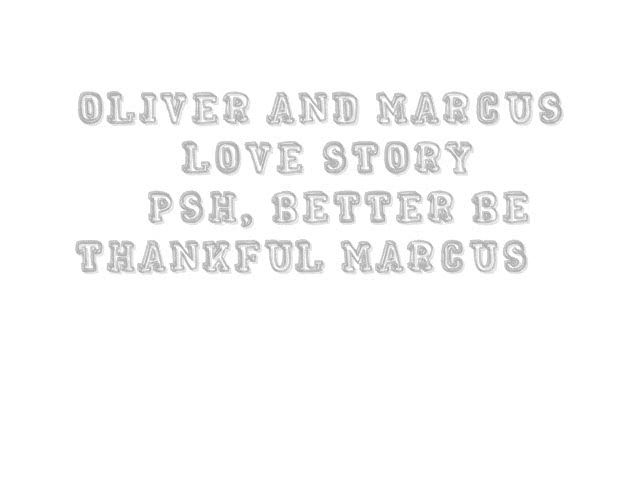 OLIVER AND MARCUS
LOVE STORY
PSH, BETTER BE
THANKFUL MARCUS